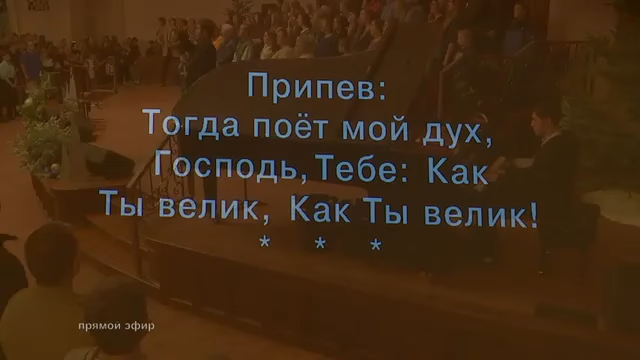 Припев:
Тогда поёт мой дух,
Господь, Тебе: Как
Ты велик, Как Ты велик!
* * *
прямой эфир